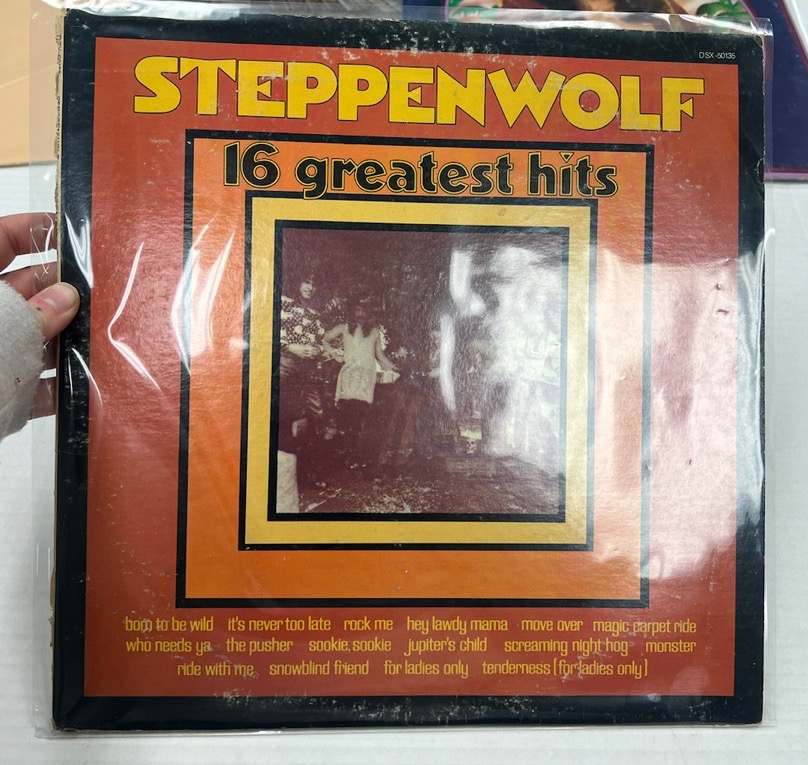 DSX-50135
STEPPENWOLF
16 greatest hits
born to be wild it's never too late rock me hey lawdy mama move over magic carpet ride
who needs ya the pusher sookie, sookie jupiter's child screaming night hog monster
ride with me snowblind friend for ladies only tenderness (for ladies only)